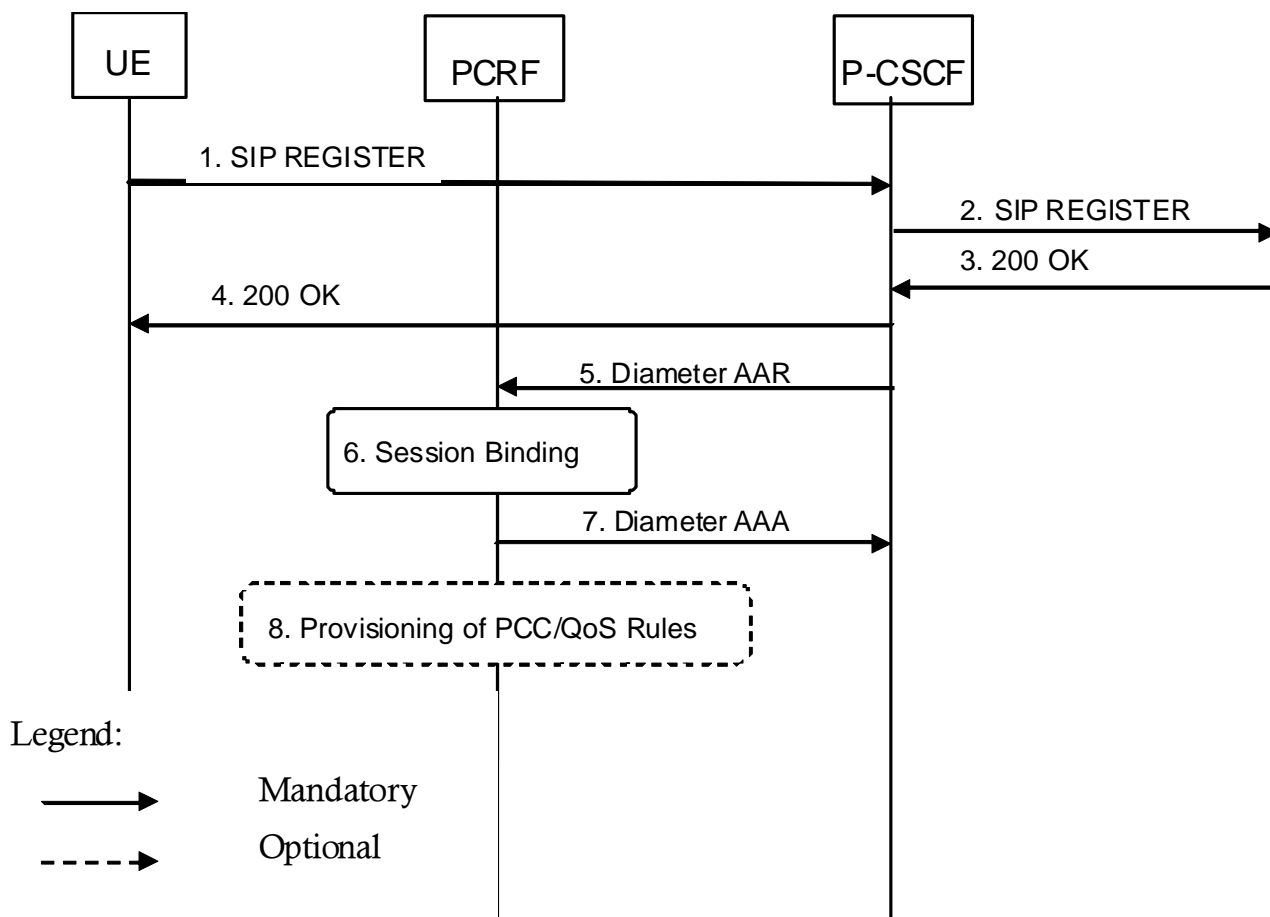 UE
PCRF
P-CSCF
1. SIP REGISTER
2. SIP REGISTER
3. 200 OK
4. 200 OK
5. Diameter AAR
6. Session Binding
7. Diameter AAA
8. Provisioning of PCC/QoS Rules
Legend:
Mandatory
Optional